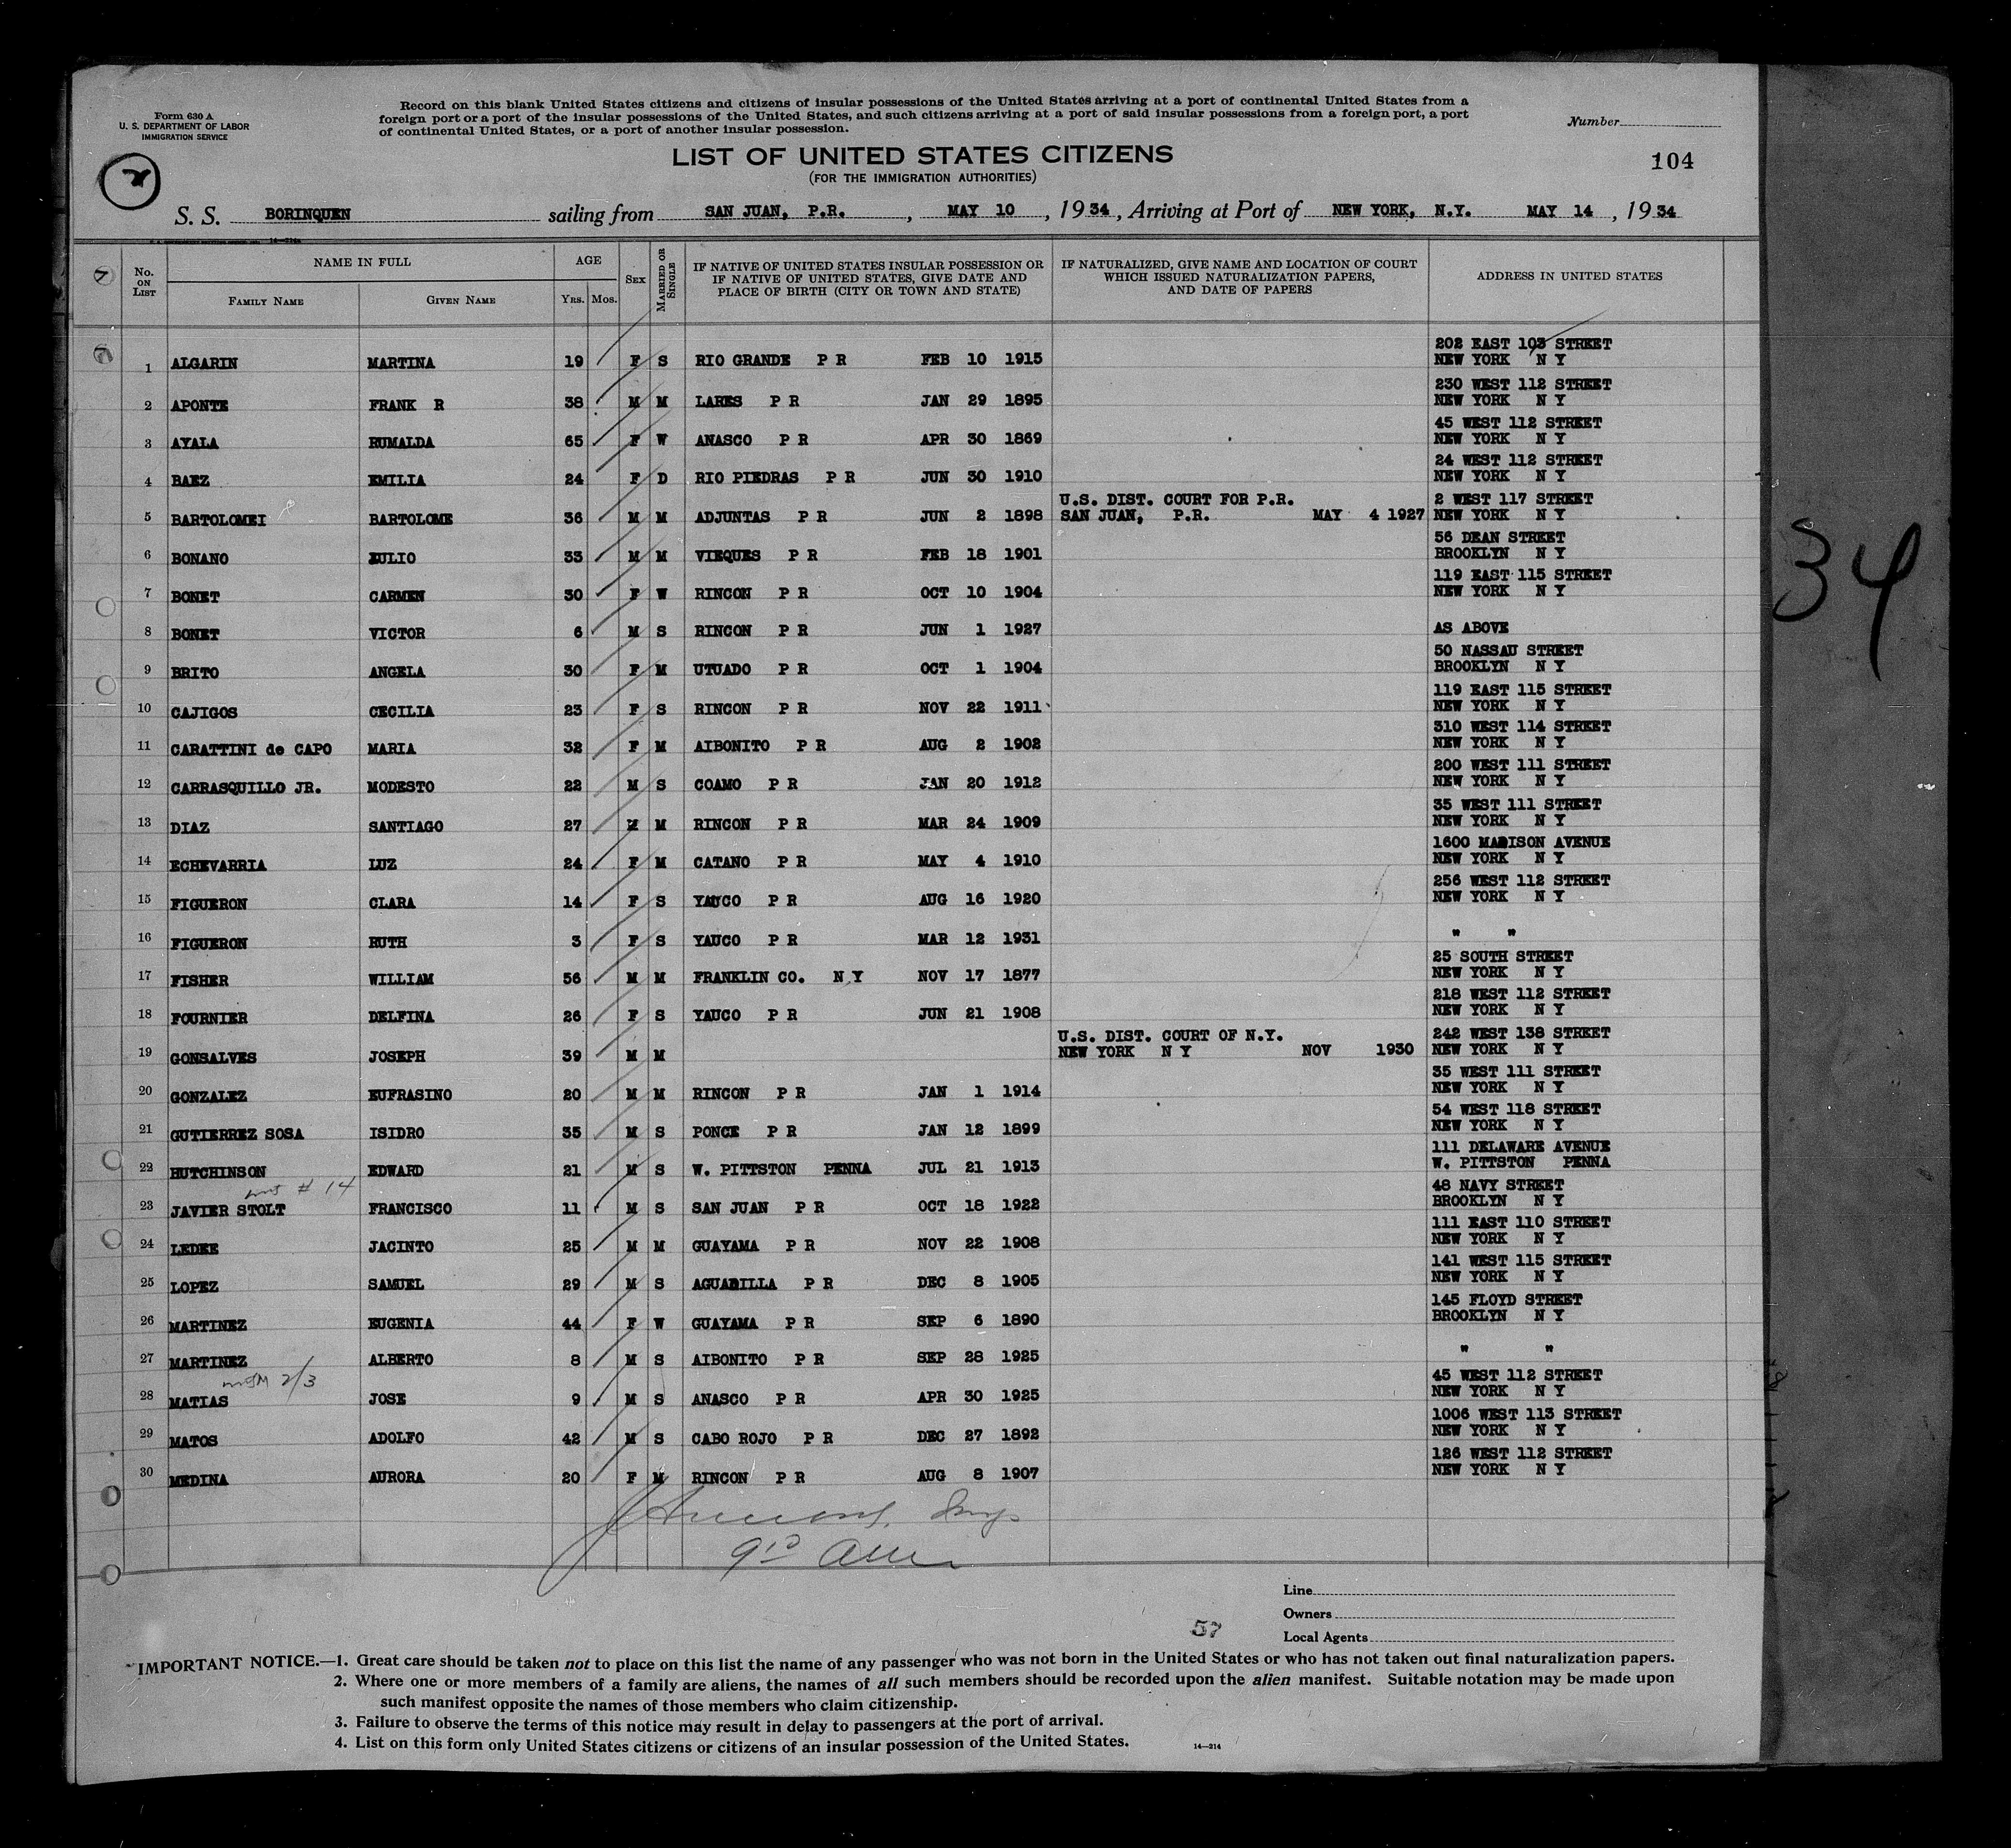 Form 630 A
U. S. DEPARTMENT OF LABOR
IMMIGRATION SERVICE
Record on this blank United States citizens and citizens of insular possessions of the United States arriving at a port of continental United States from a
foreign port or a port of the insular possessions of the United States, and such citizens arriving at a port of said insular possessions from a foreign port, a port
of continental United States, or a port of another insular possession.
Number
LIST OF UNITED STATES CITIZENS
(FOR THE IMMIGRATION AUTHORITIES)
104
2
S. S. BORINQUEN sailing from SAN JUAN, P.R. , MAY 10 , 1934 , Arriving at Port of NEW YORK, N.Y. MAY 14 , 1934
No. ON LIST
NAME IN FULL
FAMILY NAME
GIVEN NAME
AGE
YRS. MOS.
SEX
MARRIED OR SINGLE
IF NATIVE OF UNITED STATES INSULAR POSSESSION OR
IF NATIVE OF UNITED STATES, GIVE DATE AND
PLACE OF BIRTH (CITY OR TOWN AND STATE)
IF NATURALIZED, GIVE NAME AND LOCATION OF COURT
WHICH ISSUED NATURALIZATION PAPERS,
AND DATE OF PAPERS
ADDRESS IN UNITED STATES
202 EAST 103 STREET
1 ALGARIN MARTINA 19 F S RIO GRANDE P R FEB 10 1915 NEW YORK N Y
230 WEST 112 STREET
2 APONTE FRANK R 38 M M LARES P R JAN 29 1895 NEW YORK N Y
45 WEST 112 STREET
3 AYALA RUMALDA 65 F W ANASCO P R APR 30 1869 NEW YORK N Y
24 WEST 112 STREET
4 BAEZ EMILIA 24 F D RIO PIEDRAS P R JUN 30 1910 NEW YORK N Y
U.S. DIST. COURT FOR P.R. 2 WEST 117 STREET
5 BARTOLOMEI BARTOLOME 36 M M ADJUNTAS P R JUN 2 1898 SAN JUAN, P.R. MAY 4 1927 NEW YORK N Y
56 DEAN STREET
6 BONANO EULIO 33 M M VIEQUES P R FEB 18 1901 BROOKLYN N Y
119 EAST 115 STREET
7 BONET CARMEN 30 F W RINCON P R OCT 10 1904 NEW YORK N Y
8 BONET VICTOR 6 M S RINCON P R JUN 1 1927 AS ABOVE
50 NASSAU STREET
9 BRITO ANGELA 30 F M UTUADO P R OCT 1 1904 BROOKLYN N Y
119 EAST 115 STREET
10 CAJIGOS CECILIA 23 F S RINCON P R NOV 22 1911 NEW YORK N Y
310 WEST 114 STREET
11 CARATTINI de CAPO MARIA 32 F M AIBONITO P R AUG 2 1902 NEW YORK N Y
200 WEST 111 STREET
12 CARRASQUILLO JR. MODESTO 22 M S COAMO P R JAN 20 1912 NEW YORK N Y
35 WEST 111 STREET
13 DIAZ SANTIAGO 27 M M RINCON P R MAR 24 1909 NEW YORK N Y
1600 MADISON AVENUE
14 ECHEVARRIA LUZ 24 F M CATANO P R MAY 4 1910 NEW YORK N Y
256 WEST 112 STREET
15 FIGUERON CLARA 14 F S YAUCO P R AUG 16 1920 NEW YORK N Y
16 FIGUERON RUTH 3 F S YAUCO P R MAR 12 1931 " "
25 SOUTH STREET
17 FISHER WILLIAM 56 M M FRANKLIN CO. N Y NOV 17 1877 NEW YORK N Y
218 WEST 112 STREET
18 FOURNIER DELFINA 26 F S YAUCO P R JUN 21 1908 NEW YORK N Y
U.S. DIST. COURT OF N.Y. 242 WEST 138 STREET
19 GONSALVES JOSEPH 39 M M NEW YORK N Y NOV 1930 NEW YORK N Y
35 WEST 111 STREET
20 GONZALEZ EUFRASINO 20 M M RINCON P R JAN 1 1914 NEW YORK N Y
54 WEST 118 STREET
21 GUTIERREZ SOSA ISIDRO 35 M S PONCE P R JAN 12 1899 NEW YORK N Y
111 DELAWARE AVENUE
22 HUTCHINSON EDWARD 21 M S W. PITTSTON PENNA JUL 21 1913 W. PITTSTON PENNA
# 14 48 NAVY STREET
23 JAVIER STOLT FRANCISCO 11 M S SAN JUAN P R OCT 18 1922 BROOKLYN N Y
111 EAST 110 STREET
24 LEDEE JACINTO 25 M M GUAYAMA P R NOV 22 1908 NEW YORK N Y
141 WEST 115 STREET
25 LOPEZ SAMUEL 29 M S AGUADILLA P R DEC 8 1905 NEW YORK N Y
145 FLOYD STREET
26 MARTINEZ EUGENIA 44 F W GUAYAMA P R SEP 6 1890 BROOKLYN N Y
27 MARTINEZ ALBERTO 8 M S AIBONITO P R SEP 28 1925 " "
2/3 45 WEST 112 STREET
28 MATIAS JOSE 9 M S ANASCO P R APR 30 1925 NEW YORK N Y
1006 WEST 113 STREET
29 MATOS ADOLFO 42 M S CABO ROJO P R DEC 27 1892 NEW YORK N Y
126 WEST 112 STREET
30 MEDINA AURORA 20 F M RINCON P R AUG 8 1907 NEW YORK N Y
34
Line
Owners
57
Local Agents
IMPORTANT NOTICE.—1. Great care should be taken not to place on this list the name of any passenger who was not born in the United States or who has not taken out final naturalization papers.
2. Where one or more members of a family are aliens, the names of all such members should be recorded upon the alien manifest. Suitable notation may be made upon
such manifest opposite the names of those members who claim citizenship.
3. Failure to observe the terms of this notice may result in delay to passengers at the port of arrival.
4. List on this form only United States citizens or citizens of an insular possession of the United States.
14—214